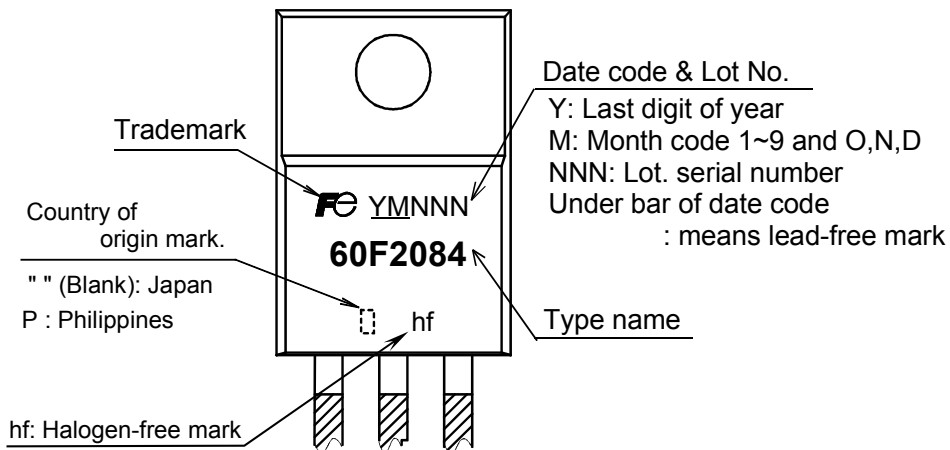 Trademark
Country of
origin mark.
" " (Blank): Japan
P : Philippines
hf: Halogen-free mark
Fe YMNNN
60F2084
hf
Date code & Lot No.
Y: Last digit of year
M: Month code 1~9 and O,N,D
NNN: Lot. serial number
Under bar of date code
: means lead-free mark
Type name